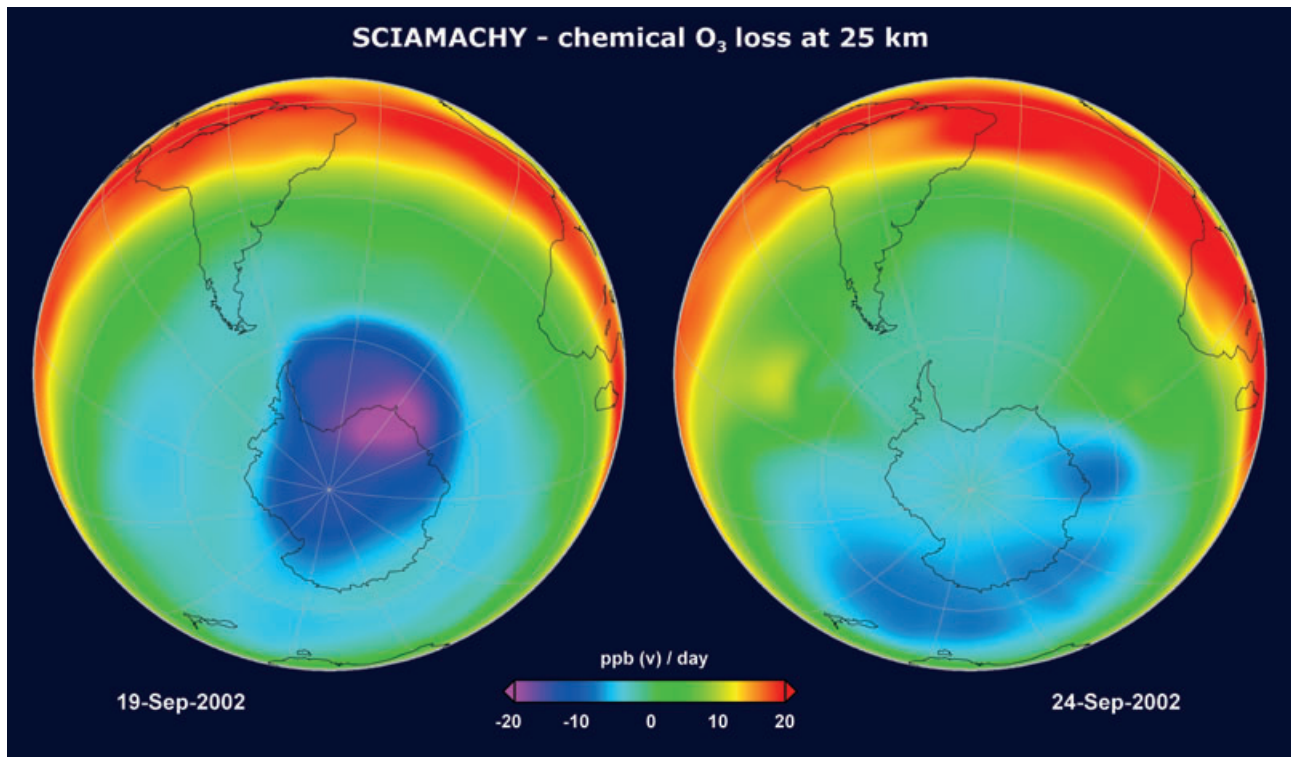 SCIAMACHY - chemical O₃ loss at 25 km
ppb (v) / day
19-Sep-2002
24-Sep-2002
-20 -10 0 10 20